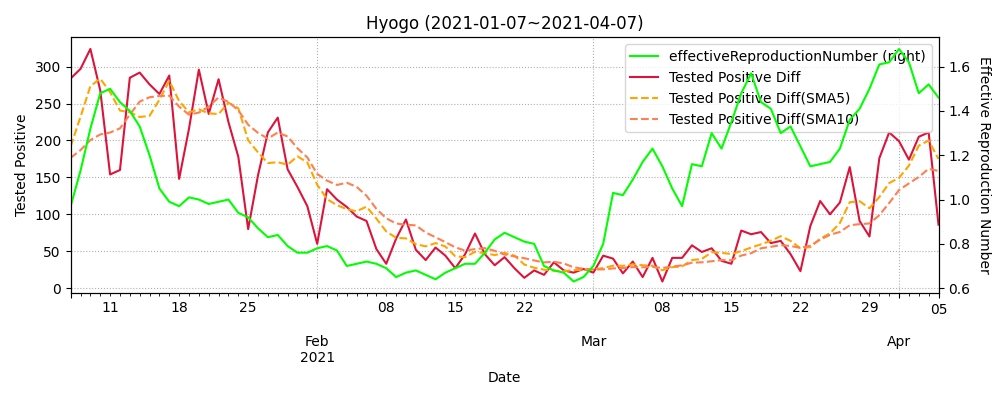 Hyogo (2021-01-07~2021-04-07)
effectiveReproductionNumber (right)
Tested Positive Diff
Tested Positive Diff(SMA5)
Tested Positive Diff(SMA10)
Tested Positive
300
250
200
150
100
50
0
1.6
1.4
1.2
1.0
0.8
0.6
Effective Reproduction Number
11 18 25 08 15 22 08 15 22 29 05
Feb Mar Apr
2021
Date